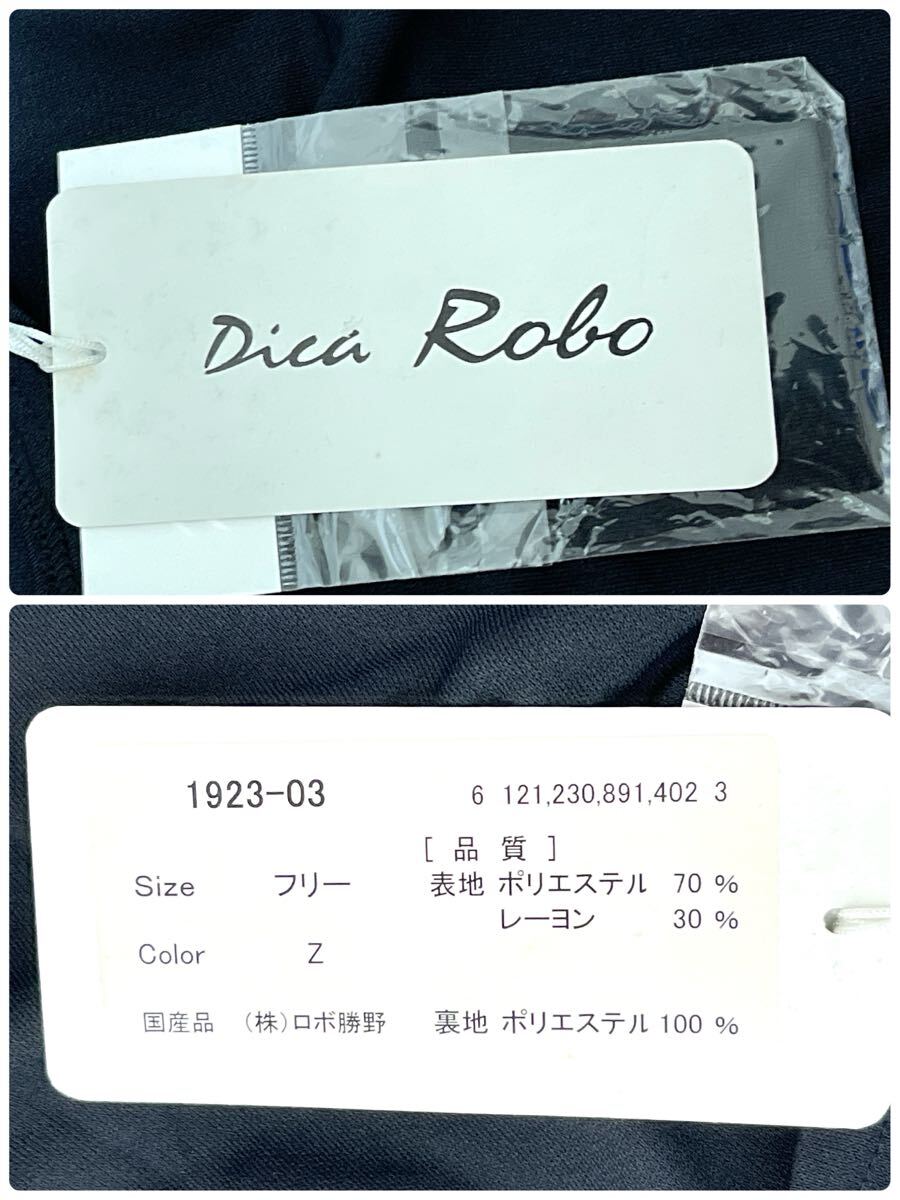 Dica Robo
1923-03
6 121,230,891,402 3
[ 品 質 ]
Size フリー
表地 ポリエステル 70 %
レーヨン 30 %
Color Z
国産品 (株)ロボ勝野
裏地 ポリエステル 100 %